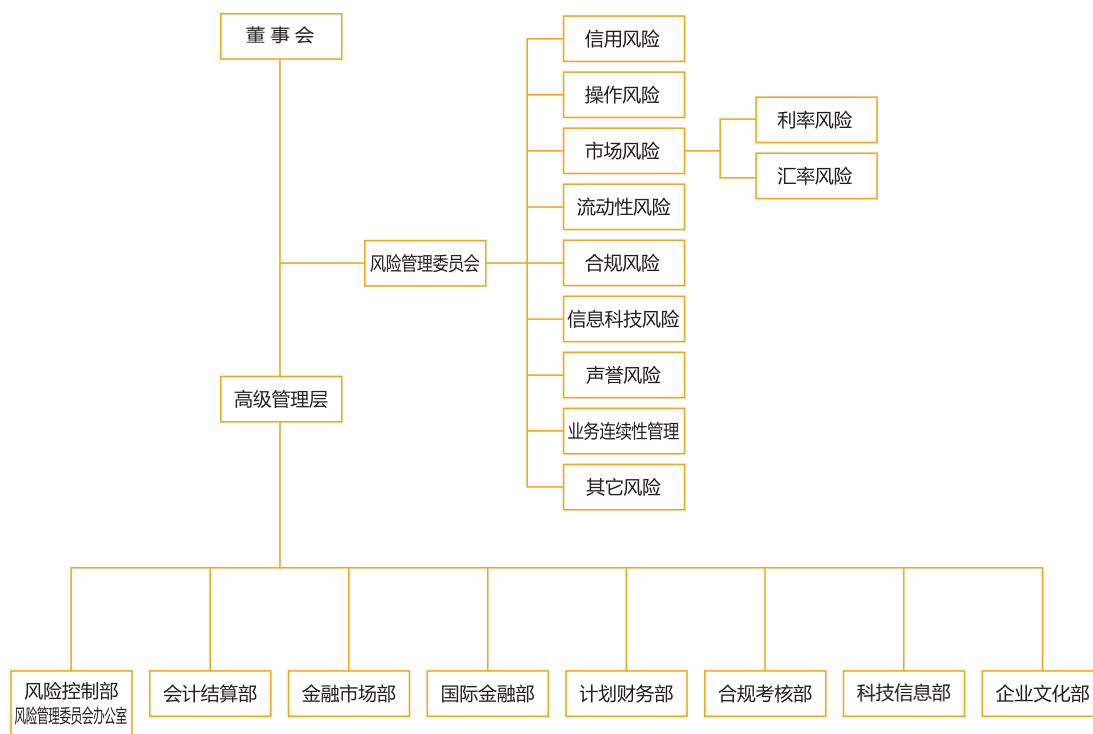 董事会
信用风险
操作风险
市场风险
利率风险
汇率风险
流动性风险
风险管理委员会
合规风险
信息科技风险
声誉风险
高级管理层
业务连续性管理
其它风险
风险控制部
风险管理委员会办公室
会计结算部
金融市场部
国际金融部
计划财务部
合规考核部
科技信息部
企业文化部